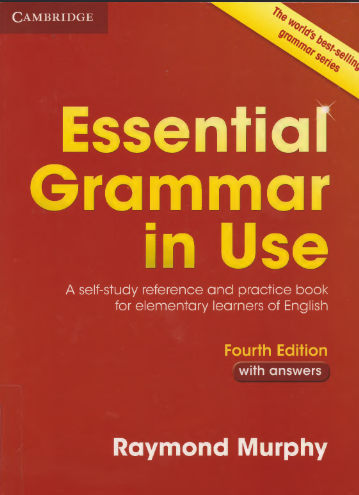 CAMBRIDGE
The world's best-selling
grammar series
Essential
Grammar
in Use
A self-study reference and practice book
for elementary learners of English
Fourth Edition
with answers
Raymond Murphy